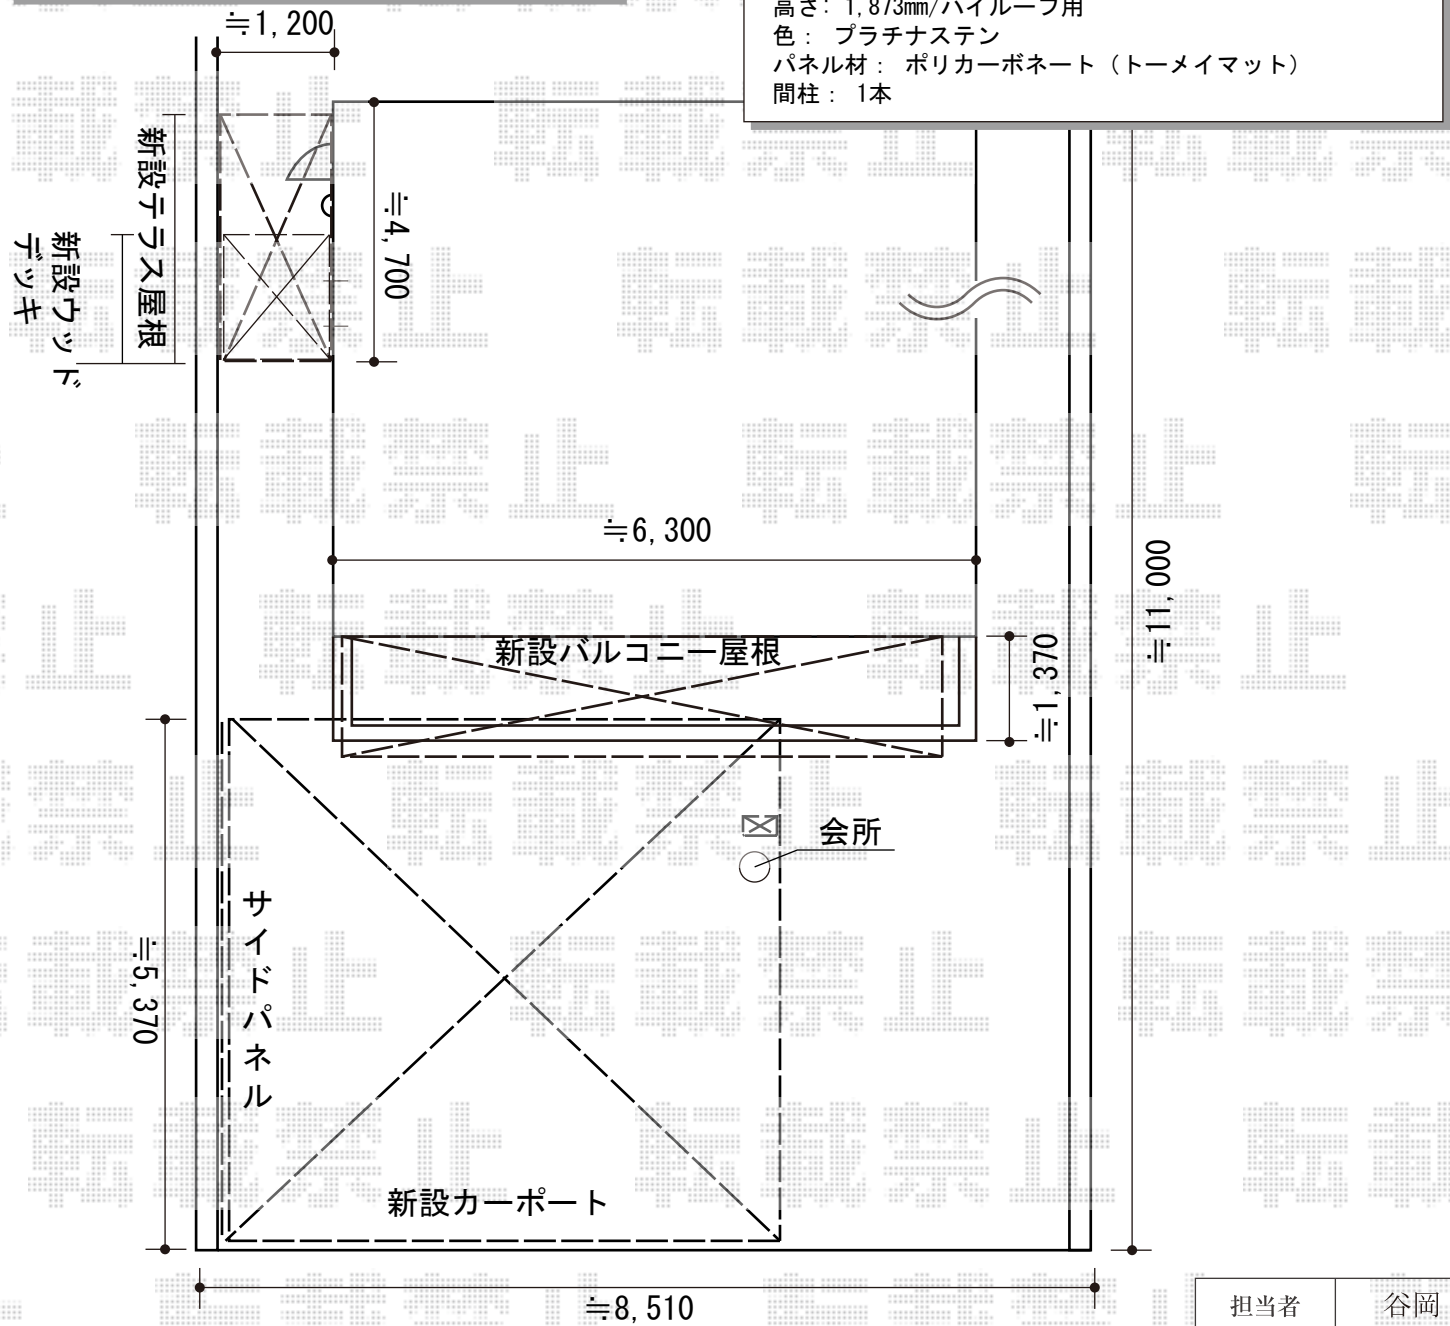 高さ: 1,873mm/ハイルーフ用
色： プラチナステン
パネル材： ポリカーボネート（トーメイマット）
間柱： 1本
≒1,200
新設テラス屋根
新設ウッド
デッキ
≒4,700
≒6,300
≒11,000
新設バルコニー屋根
≒1,370
会所
サイドパネル
≒5,370
新設カーポート
≒8,510
担当者 谷岡
転載禁止